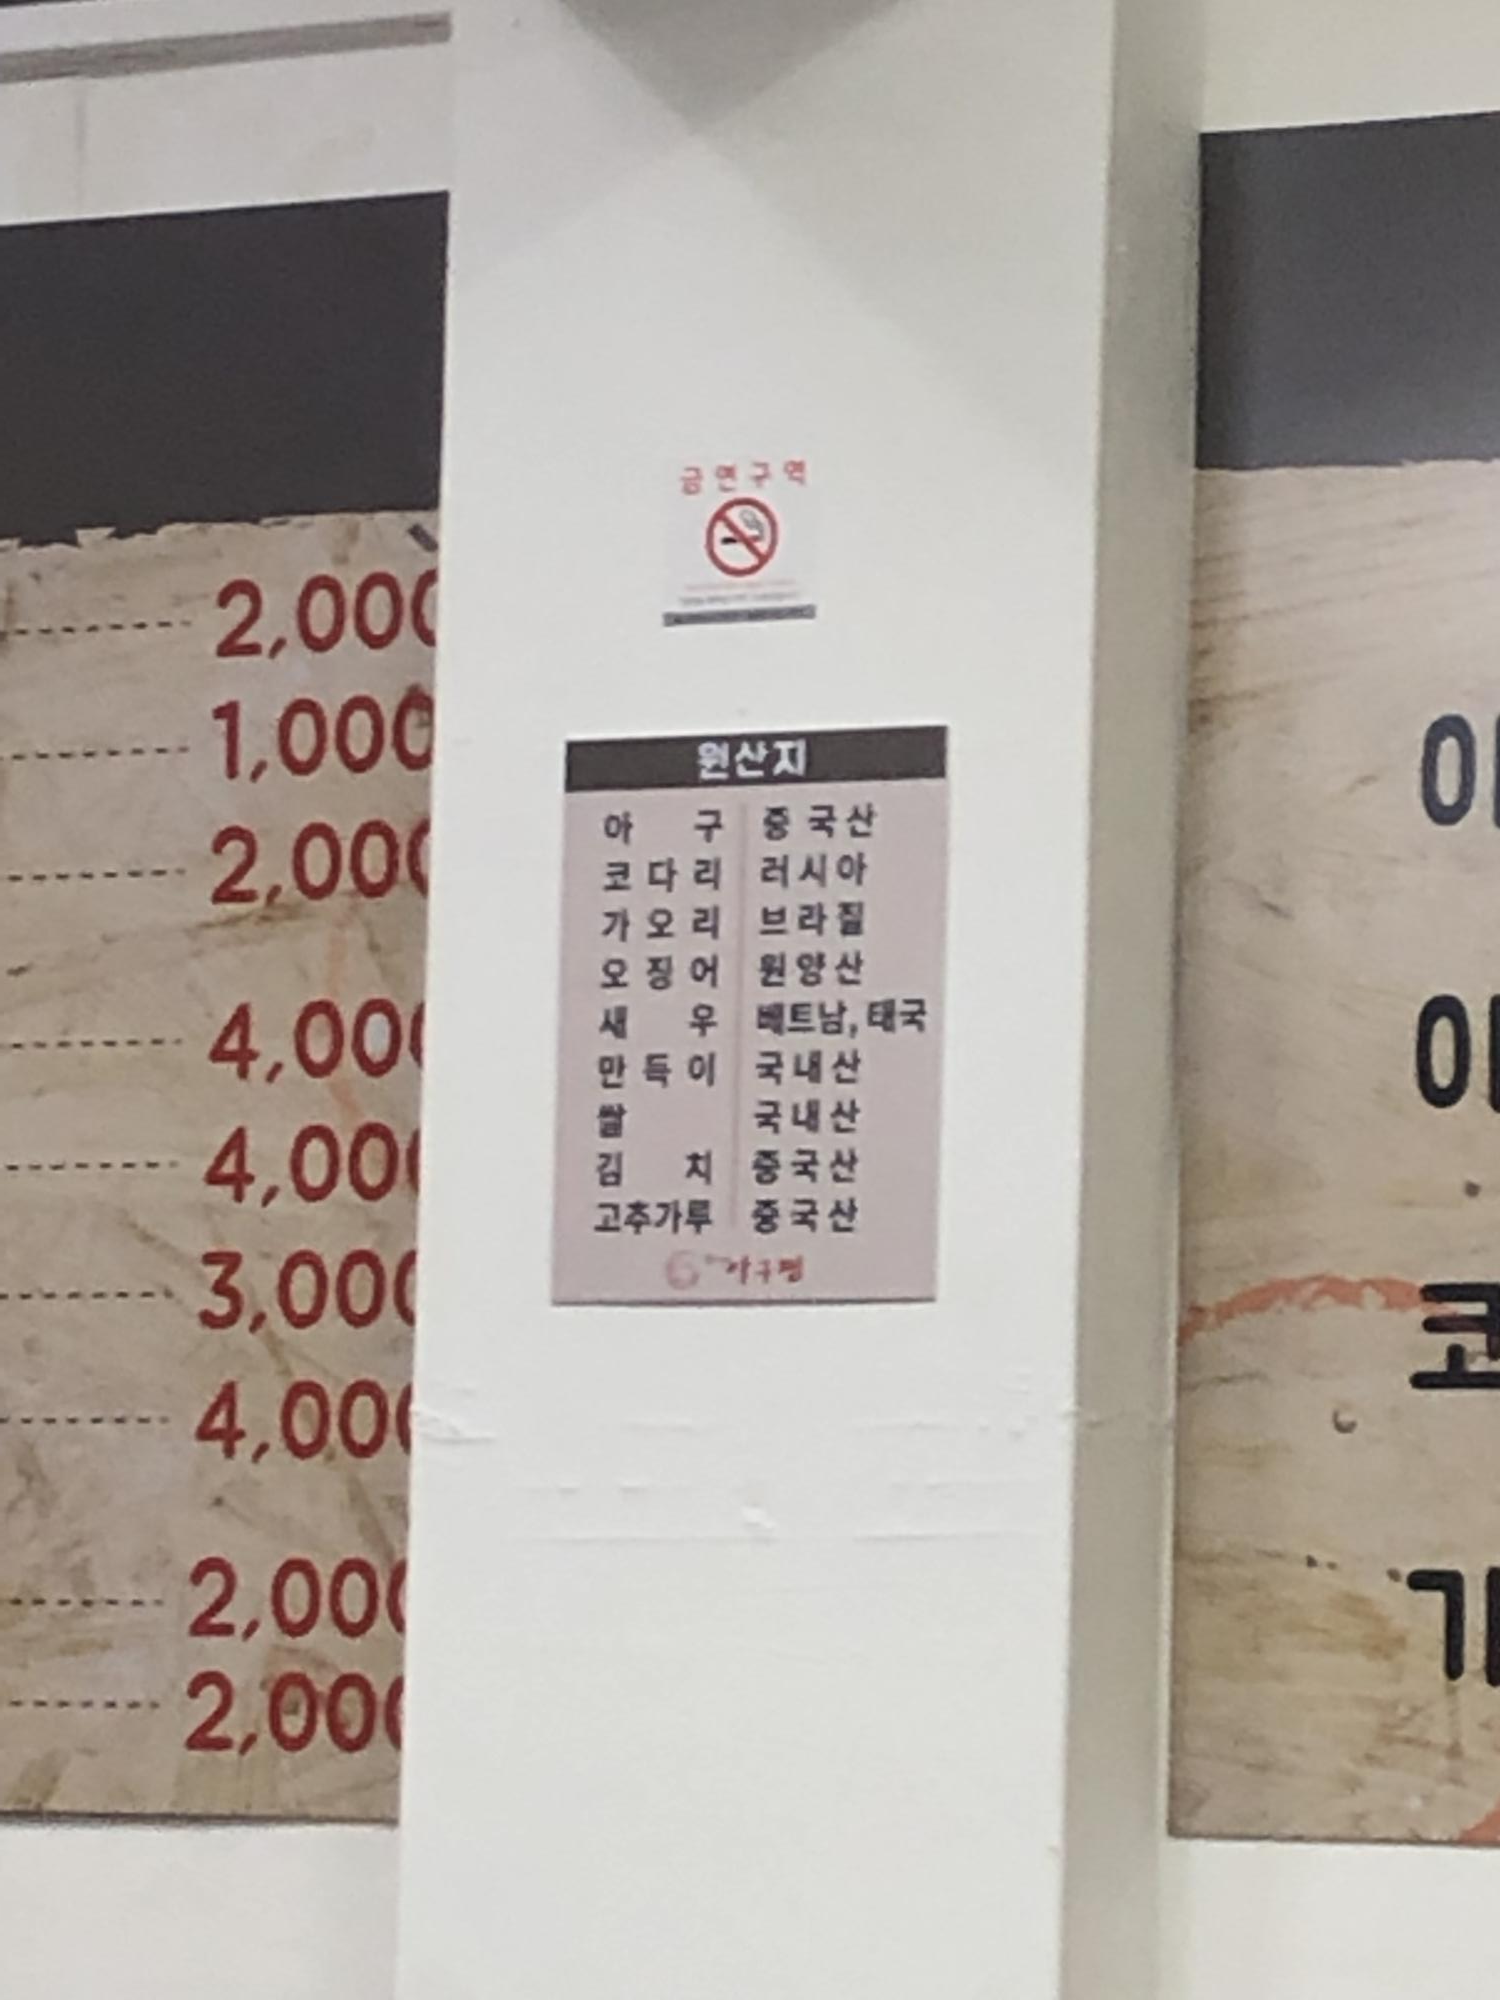 2,000
1,000
2,000
4,000
4,000
3,000
4,000
2,000
2,000
금연구역
원산지
아구 중국산
코다리 러시아
가오리 브라질
오징어 원양산
새우 베트남, 태국
만득이 국내산
쌀 국내산
김치 중국산
고추가루 중국산
아구찜
코